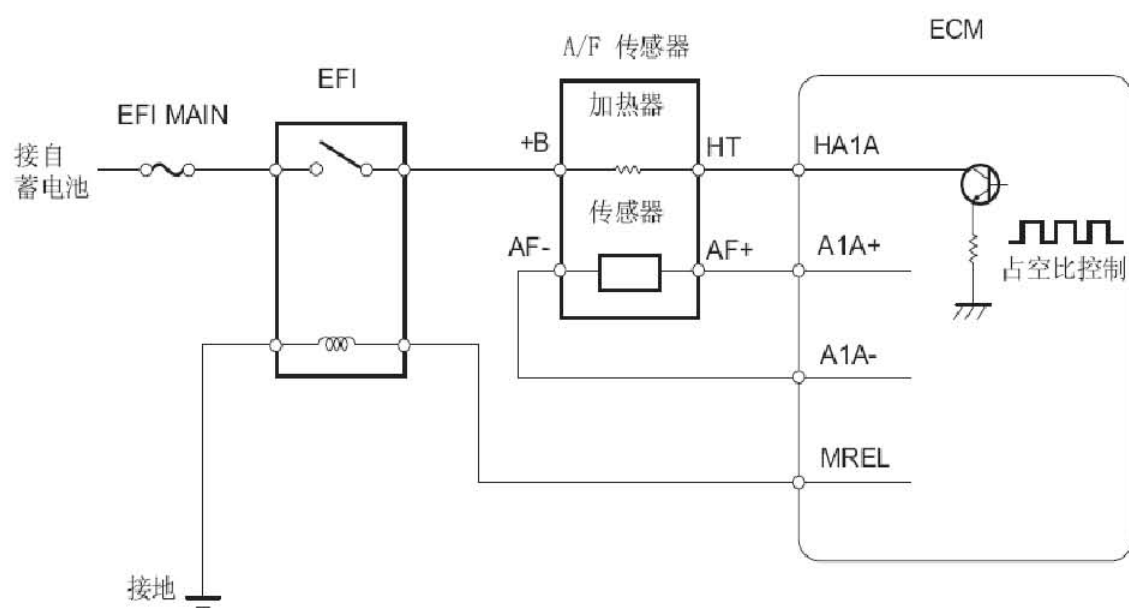 A/F 传感器
ECM
EFI
EFI MAIN
加热器
接自
蓄电池
+B
HT
HA1A
传感器
AF-
AF+
A1A+
占空比控制
A1A-
MREL
接地